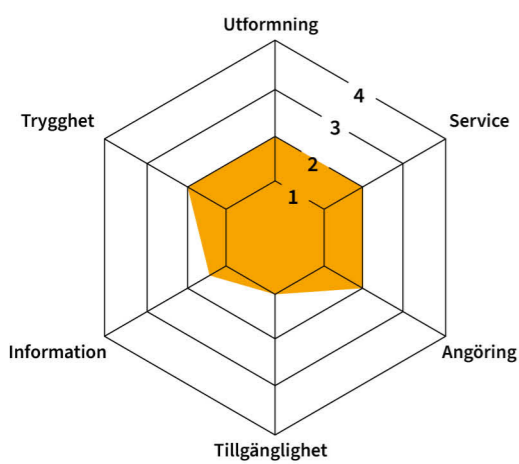 Utformning
4
Trygghet
3
Service
2
1
Information
Angöring
Tillgänglighet